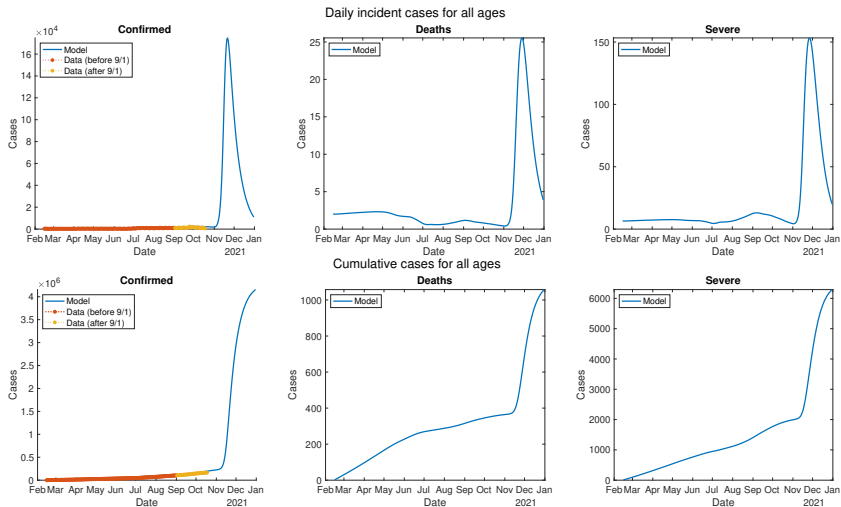 Daily incident cases for all ages
Confirmed
Deaths
Severe
×10⁴
Model
Data (before 9/1)
Data (after 9/1)
Model
Model
Cases
Cases
Cases
0
2
4
6
8
10
12
14
16
0
5
10
15
20
25
0
50
100
150
Feb Mar Apr May Jun Jul Aug Sep Oct Nov Dec Jan
Feb Mar Apr May Jun Jul Aug Sep Oct Nov Dec Jan
Feb Mar Apr May Jun Jul Aug Sep Oct Nov Dec Jan
Date
2021
Date
2021
Date
2021
Cumulative cases for all ages
Confirmed
Deaths
Severe
×10⁶
Model
Data (before 9/1)
Data (after 9/1)
Model
Model
Cases
Cases
Cases
0
0.5
1
1.5
2
2.5
3
3.5
4
0
200
400
600
800
1000
0
1000
2000
3000
4000
5000
6000
Feb Mar Apr May Jun Jul Aug Sep Oct Nov Dec Jan
Feb Mar Apr May Jun Jul Aug Sep Oct Nov Dec Jan
Feb Mar Apr May Jun Jul Aug Sep Oct Nov Dec Jan
Date
2021
Date
2021
Date
2021